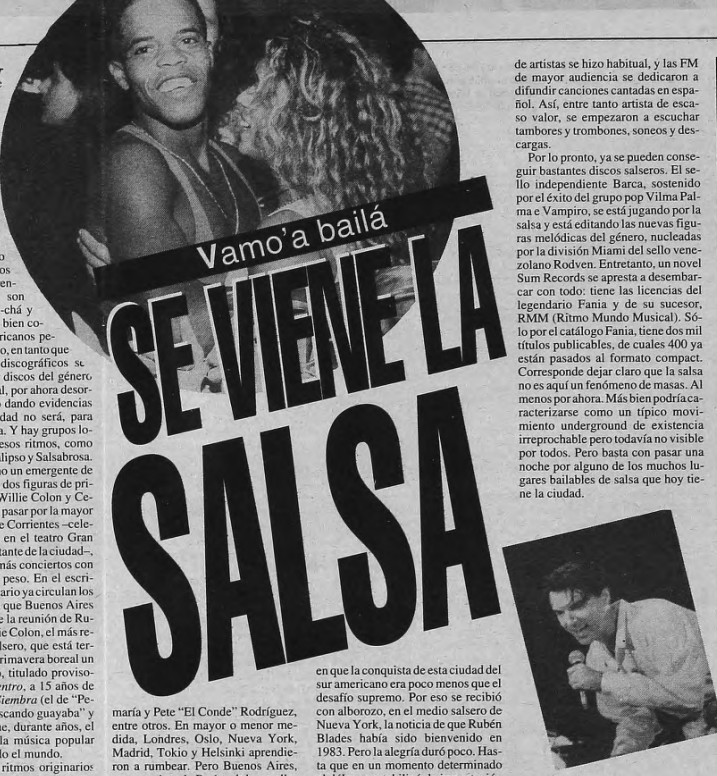 Vamo'a bailá
SE VIENE LA
SALSA
o
os
en-
son
-chá y
bien co-
ricanos pe-
o, en tanto que
discográficos se
discos del género
al, por ahora desor-
o dando evidencias
dad no será, para
a. Y hay grupos lo-
esos ritmos, como
alipso y Salsabrosa.
o un emergente de
dos figuras de pri-
Willie Colon y Ce-
pasar por la mayor
e Corrientes –cele-
en el teatro Gran
tante de la ciudad–,
más conciertos con
peso. En el escri-
ario ya circulan los
que Buenos Aires
e la reunión de Ru-
ie Colon, el más re-
lsero, que está ter-
rimavera boreal un
o, titulado proviso-
entro, a 15 años de
Siembra (el de "Pe-
scando guayaba" y
ue, durante años, el
la música popular
do el mundo.
ritmos originarios
maría y Pete "El Conde" Rodríguez,
entre otros. En mayor o menor me-
dida, Londres, Oslo, Nueva York,
Madrid, Tokio y Helsinki aprendie-
ron a rumbear. Pero Buenos Aires,
en que la conquista de esta ciudad del
sur americano era poco menos que el
desafío supremo. Por eso se recibió
con alborozo, en el medio salsero de
Nueva York, la noticia de que Rubén
Blades había sido bienvenido en
1983. Pero la alegría duró poco. Has-
ta que en un momento determinado
de artistas se hizo habitual, y las FM
de mayor audiencia se dedicaron a
difundir canciones cantadas en espa-
ñol. Así, entre tanto artista de esca-
so valor, se empezaron a escuchar
tambores y trombones, soneos y des-
cargas.
Por lo pronto, ya se pueden conse-
guir bastantes discos salseros. El se-
llo independiente Barca, sostenido
por el éxito del grupo pop Vilma Pal-
ma e Vampiro, se está jugando por la
salsa y está editando las nuevas figu-
ras melódicas del género, nucleadas
por la división Miami del sello vene-
zolano Rodven. Entretanto, un novel
Sum Records se apresta a desembar-
car con todo: tiene las licencias del
legendario Fania y de su sucesor,
RMM (Ritmo Mundo Musical). Só-
lo por el catálogo Fania, tiene dos mil
títulos publicables, de cuales 400 ya
están pasados al formato compact.
Corresponde dejar claro que la salsa
no es aquí un fenómeno de masas. Al
menos por ahora. Más bien podría ca-
racterizarse como un típico movi-
miento underground de existencia
irreprochable pero todavía no visible
por todos. Pero basta con pasar una
noche por alguno de los muchos lu-
gares bailables de salsa que hoy tie-
ne la ciudad.